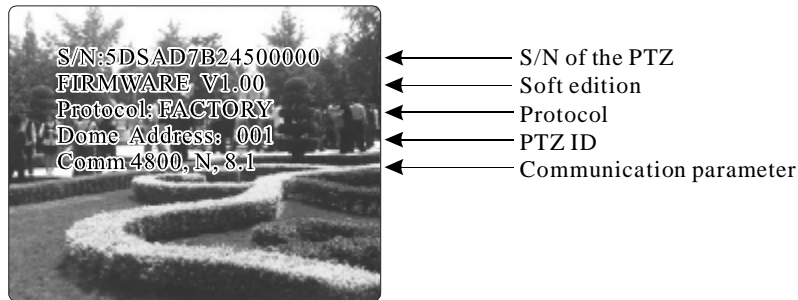 S/N:5DSAD7B24500000
FIRMWARE V1.00
Protocol: FACTORY
Dome Address: 001
Comm 4800, N, 8.1
S/N of the PTZ
Soft edition
Protocol
PTZ ID
Communication parameter